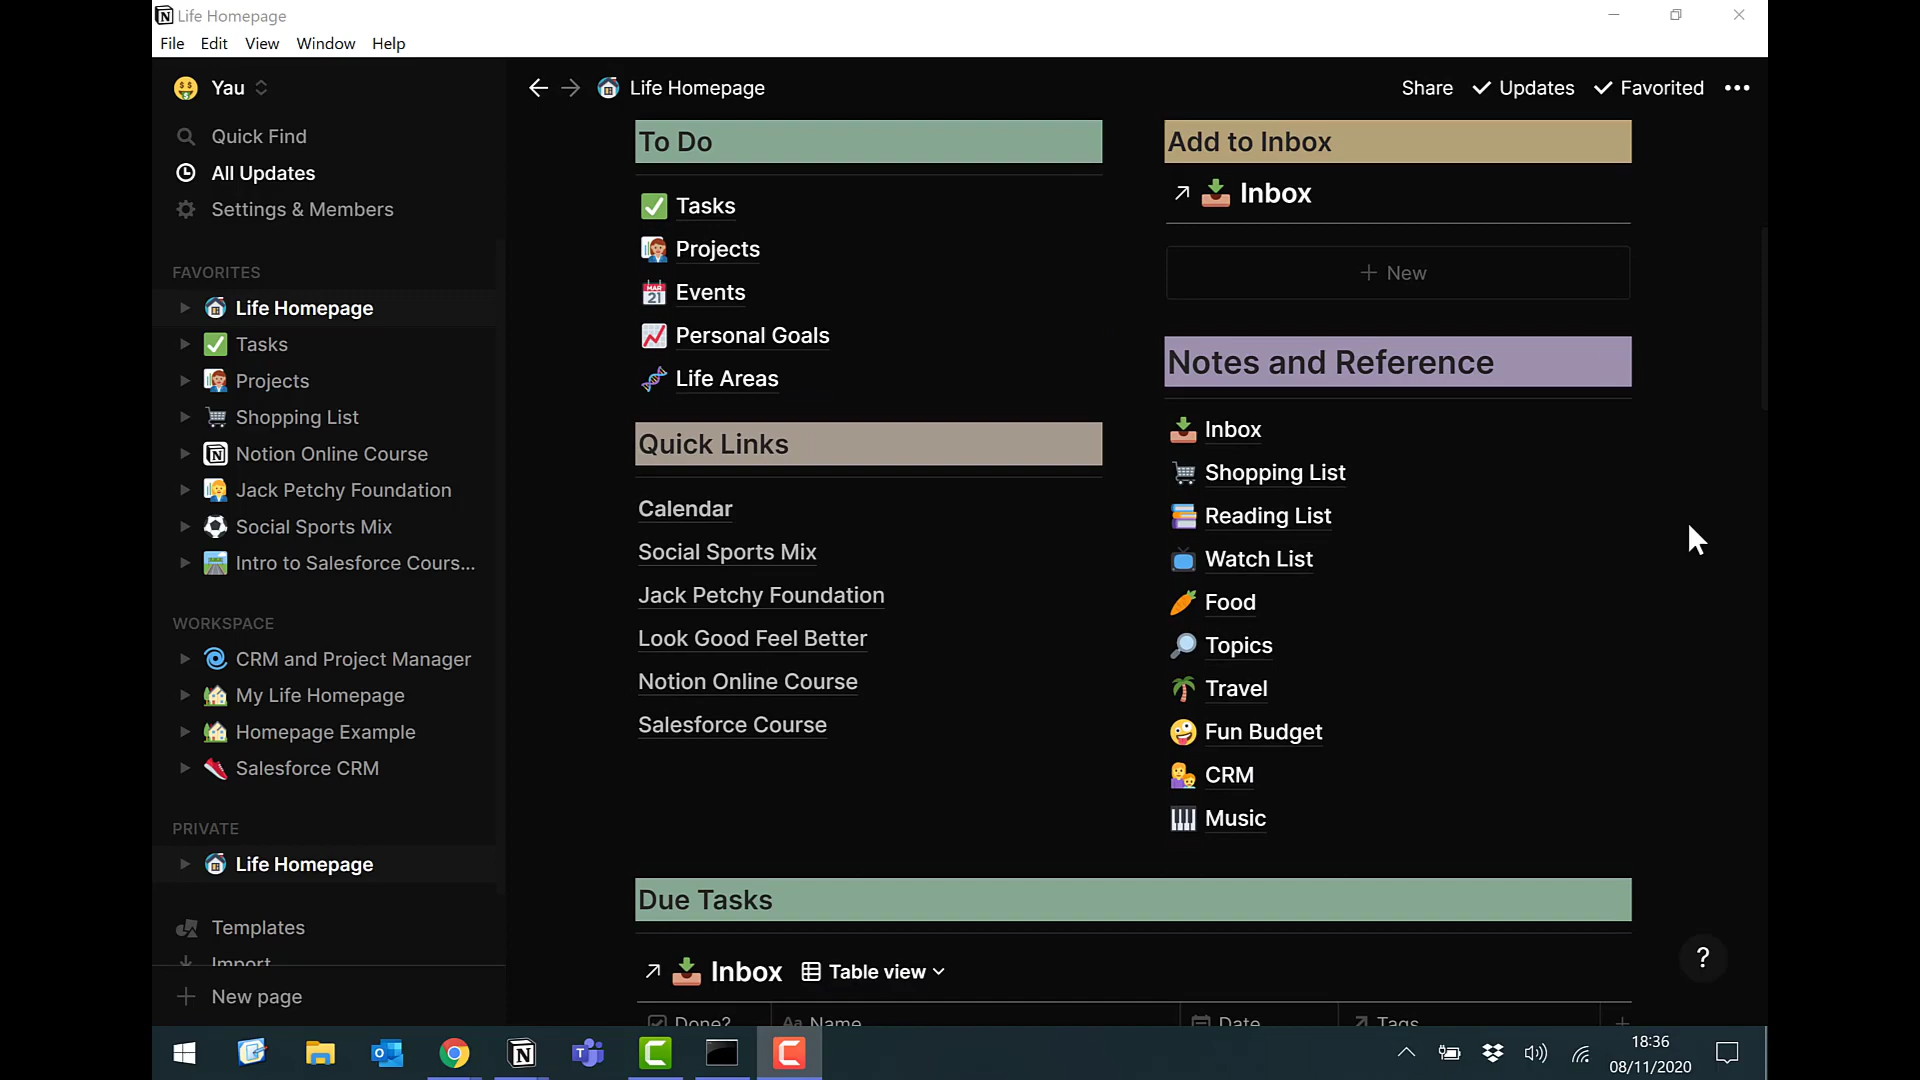 Life Homepage
File Edit View Window Help
Yau
Quick Find
All Updates
Settings & Members
FAVORITES
Life Homepage
Tasks
Projects
Shopping List
Notion Online Course
Jack Petchy Foundation
Social Sports Mix
Intro to Salesforce Cours...
WORKSPACE
CRM and Project Manager
My Life Homepage
Homepage Example
Salesforce CRM
PRIVATE
Life Homepage
Templates
Import
New page
Life Homepage
Share Updates Favorited
To Do
Tasks
Projects
Events
Personal Goals
Life Areas
Quick Links
Calendar
Social Sports Mix
Jack Petchy Foundation
Look Good Feel Better
Notion Online Course
Salesforce Course
Add to Inbox
Inbox
New
Notes and Reference
Inbox
Shopping List
Reading List
Watch List
Food
Topics
Travel
Fun Budget
CRM
Music
Due Tasks
Inbox Table view
Done? Aa Name Date Tags
?
18:36
08/11/2020